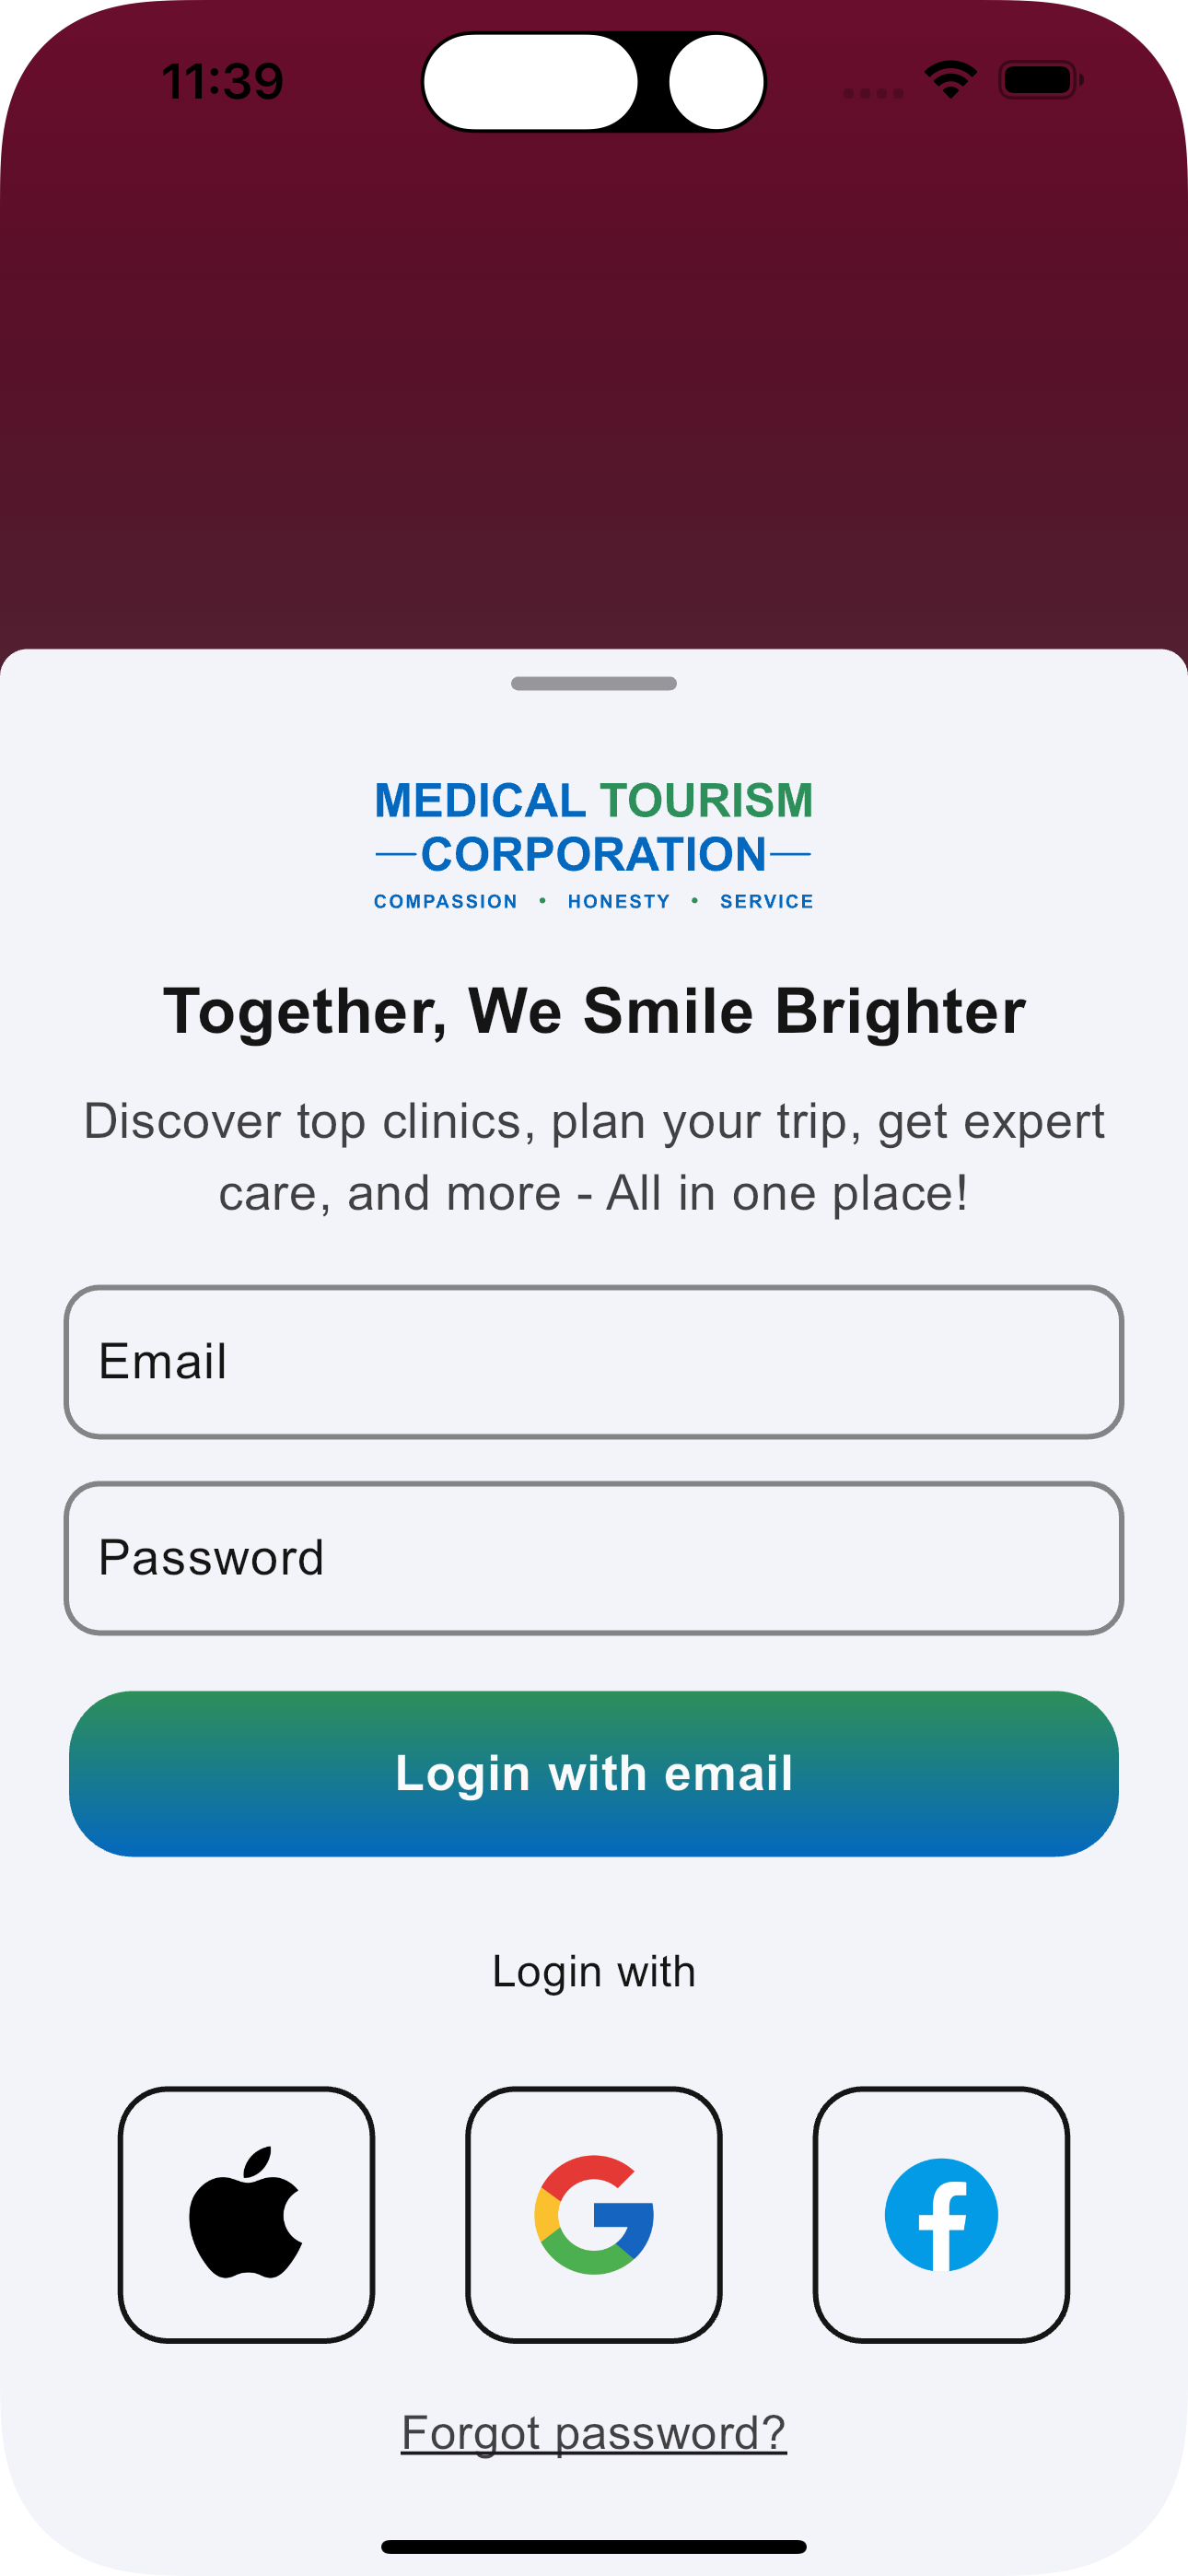 11:39
MEDICAL TOURISM
CORPORATION
COMPASSION • HONESTY • SERVICE
Together, We Smile Brighter
Discover top clinics, plan your trip, get expert
care, and more - All in one place!
Email
Password
Login with email
Login with
Forgot password?